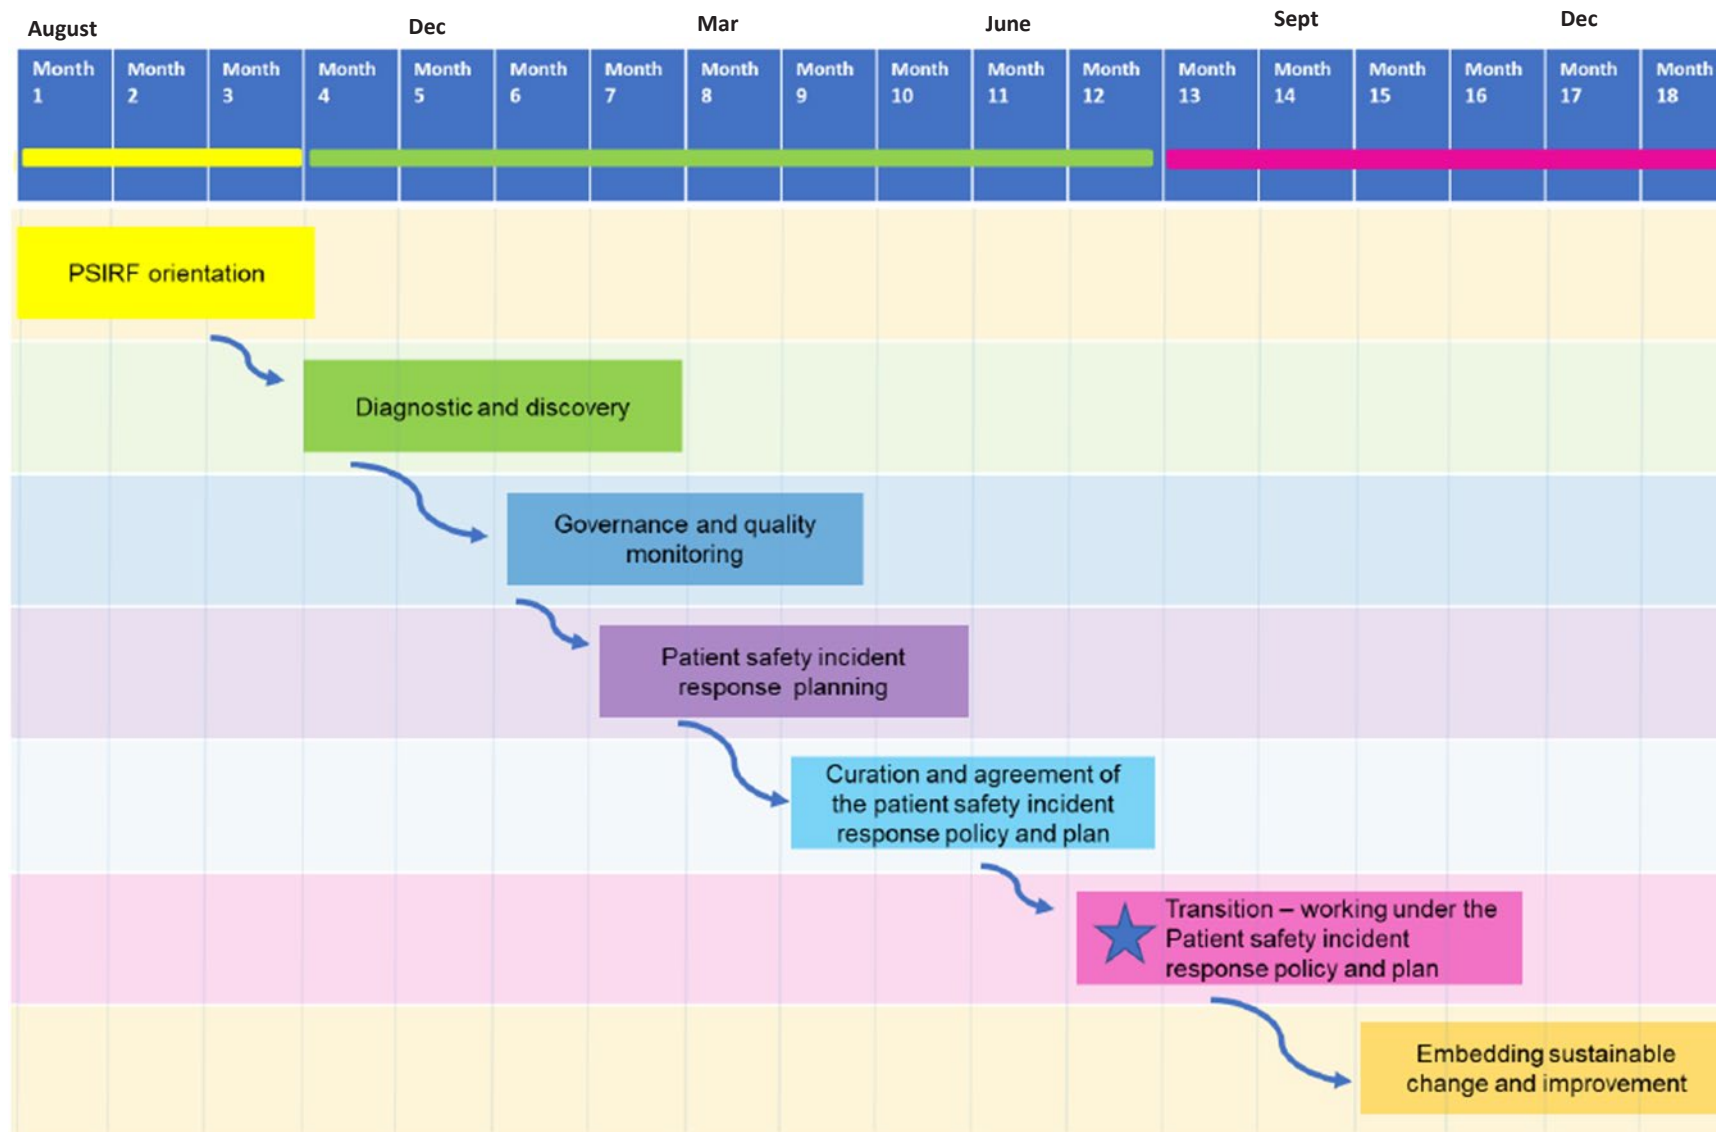 August Dec Mar June Sept Dec
Month Month Month Month Month Month Month Month Month Month Month Month Month Month Month Month Month Month
1 2 3 4 5 6 7 8 9 10 11 12 13 14 15 16 17 18
PSIRF orientation
Diagnostic and discovery
Governance and quality
monitoring
Patient safety incident
response planning
Curation and agreement of
the patient safety incident
response policy and plan
Transition – working under the
Patient safety incident
response policy and plan
Embedding sustainable
change and improvement